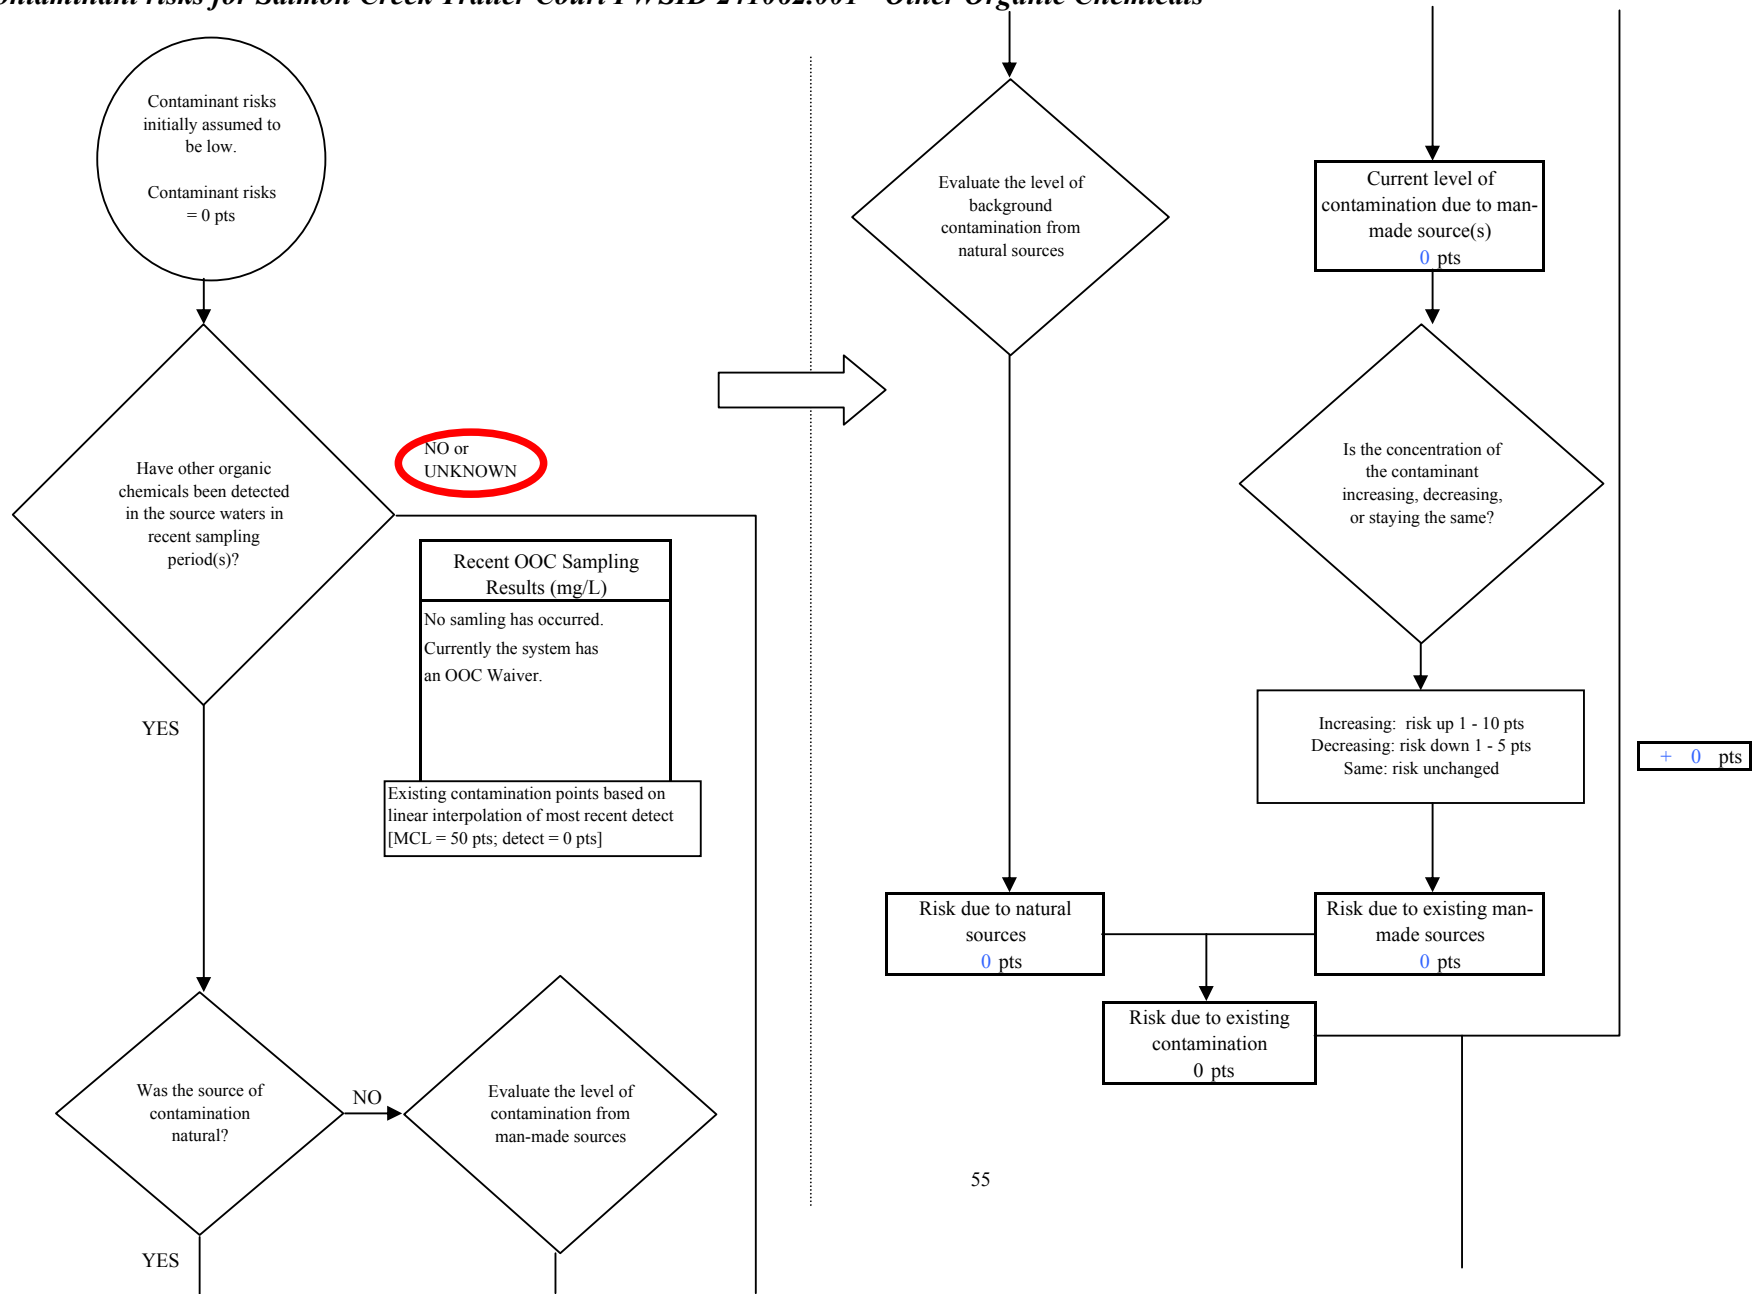 ontaminant risks for Salmon Creek Trailer Court PWSID 241062.001 - Other Organic Chemicals
Contaminant risks
initially assumed to
be low.
Contaminant risks
= 0 pts
Have other organic
chemicals been detected
in the source waters in
recent sampling
period(s)?
NO or
UNKNOWN
Recent OOC Sampling
Results (mg/L)
No samling has occurred.
Currently the system has
an OOC Waiver.
Existing contamination points based on
linear interpolation of most recent detect
[MCL = 50 pts; detect = 0 pts]
YES
Was the source of
contamination
natural?
NO
Evaluate the level of
contamination from
man-made sources
YES
Evaluate the level of
background
contamination from
natural sources
Current level of
contamination due to man-
made source(s)
0 pts
Is the concentration of
the contaminant
increasing, decreasing,
or staying the same?
Increasing: risk up 1 - 10 pts
Decreasing: risk down 1 - 5 pts
Same: risk unchanged
+ 0 pts
Risk due to natural
sources
0 pts
Risk due to existing man-
made sources
0 pts
Risk due to existing
contamination
0 pts
55